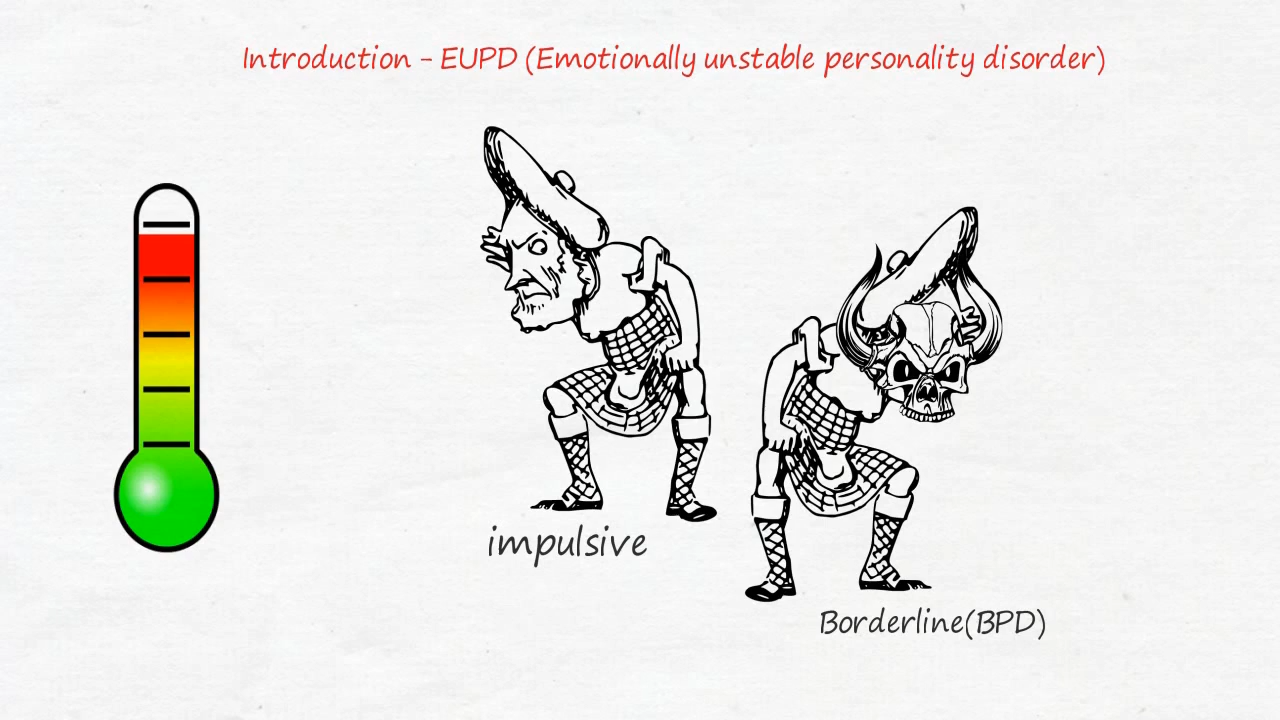 Introduction - EUPD (Emotionally unstable personality disorder)
impulsive
Borderline(BPD)